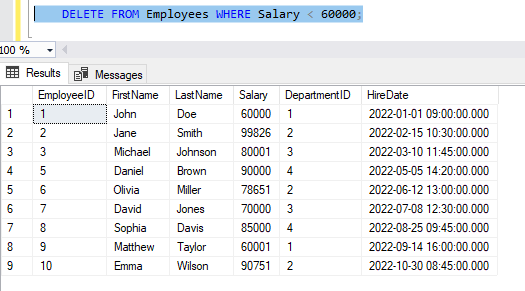 DELETE FROM Employees WHERE Salary < 60000;
100 %
Results Messages
EmployeeID FirstName LastName Salary DepartmentID HireDate
1 1 John Doe 60000 1 2022-01-01 09:00:00.000
2 2 Jane Smith 99826 2 2022-02-15 10:30:00.000
3 3 Michael Johnson 80001 3 2022-03-10 11:45:00.000
4 5 Daniel Brown 90000 4 2022-05-05 14:20:00.000
5 6 Olivia Miller 78651 2 2022-06-12 13:00:00.000
6 7 David Jones 70000 3 2022-07-08 12:30:00.000
7 8 Sophia Davis 85000 4 2022-08-25 09:45:00.000
8 9 Matthew Taylor 60001 1 2022-09-14 16:00:00.000
9 10 Emma Wilson 90751 2 2022-10-30 08:45:00.000